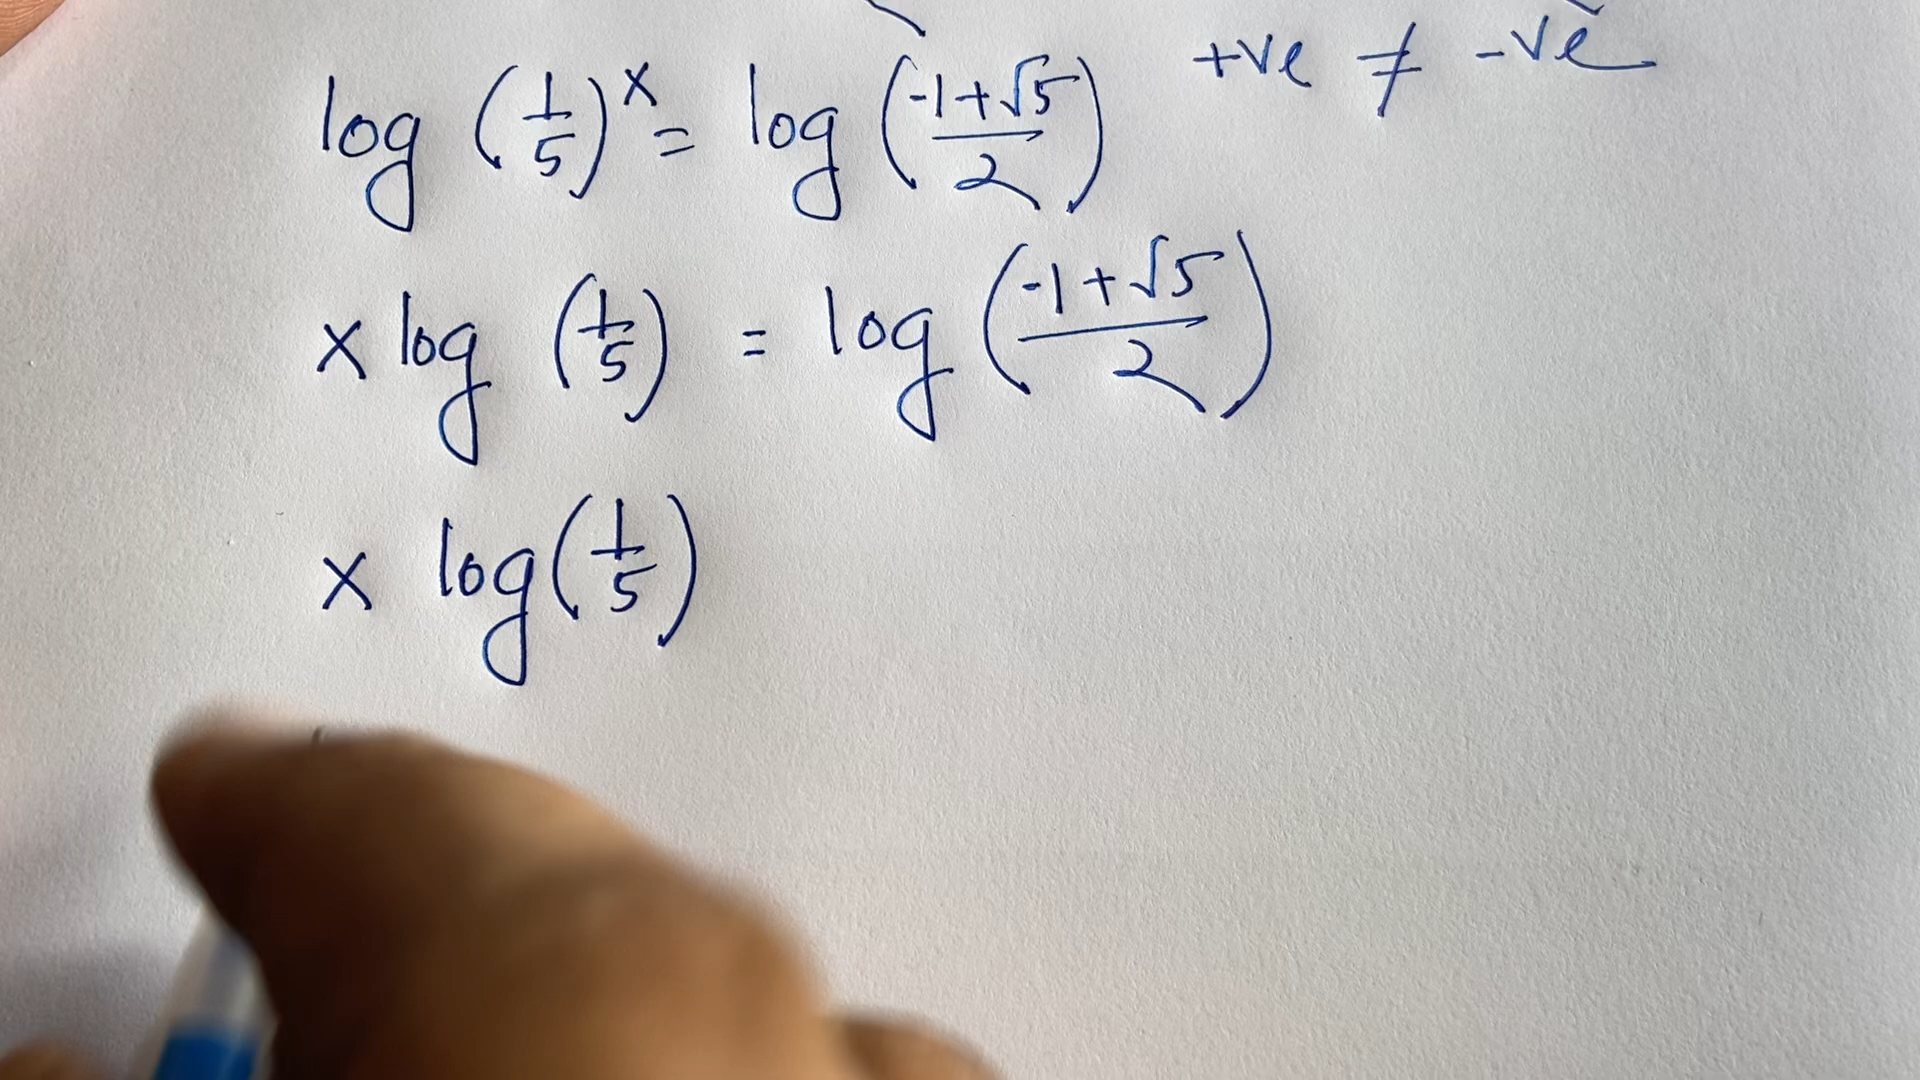 log (1/5)^x = log ((-1+√5)/2) +ve ≠ -ve
x log (1/5) = log ((-1+√5)/2)
x log (1/5)